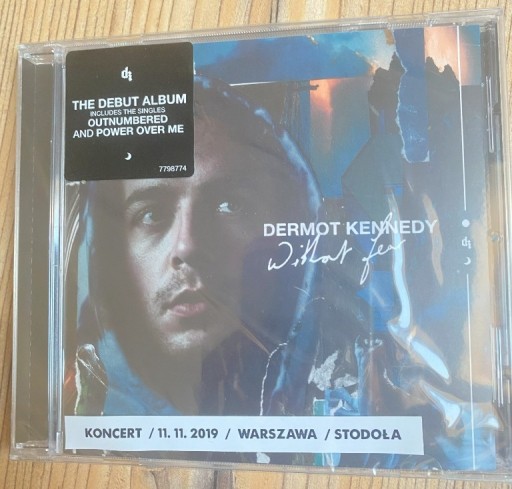 THE DEBUT ALBUM
INCLUDES THE SINGLES
OUTNUMBERED
AND POWER OVER ME
7798774
DERMOT KENNEDY
Without fear
KONCERT / 11. 11. 2019 / WARSZAWA / STODOŁA